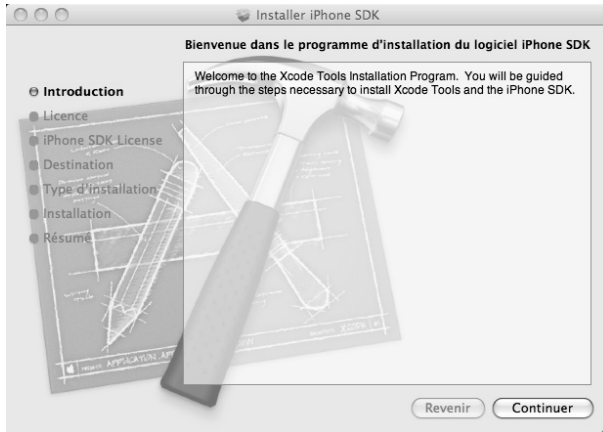 Installer iPhone SDK
Bienvenue dans le programme d'installation du logiciel iPhone SDK
Introduction
Licence
iPhone SDK License
Destination
Type d'installation
Installation
Résumé
Welcome to the Xcode Tools Installation Program. You will be guided
through the steps necessary to install Xcode Tools and the iPhone SDK.
APPLICATION
Revenir
Continuer